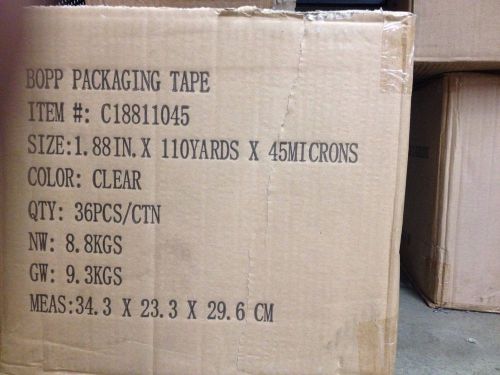 BOPP PACKAGING TAPE
ITEM #: C18811045
SIZE:1.88IN.X 110YARDS X 45MICRONS
COLOR: CLEAR
QTY: 36PCS/CTN
NW: 8.8KGS
GW: 9.3KGS
MEAS:34.3 X 23.3 X 29.6 CM